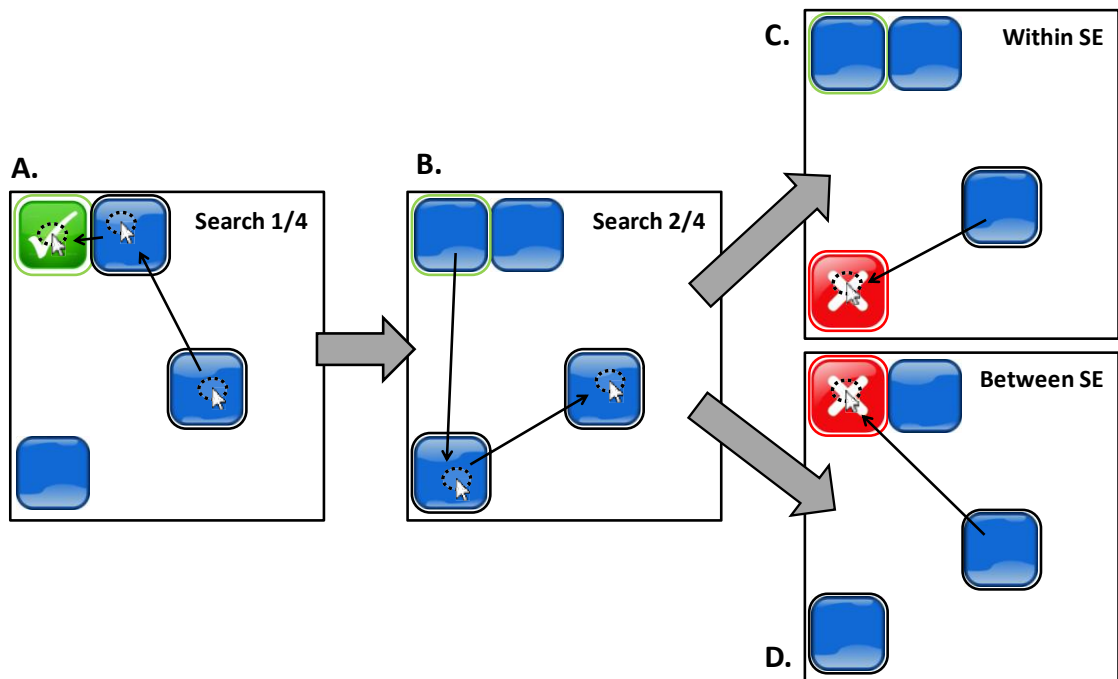 A.
Search 1/4
B.
Search 2/4
C.
Within SE
Between SE
D.